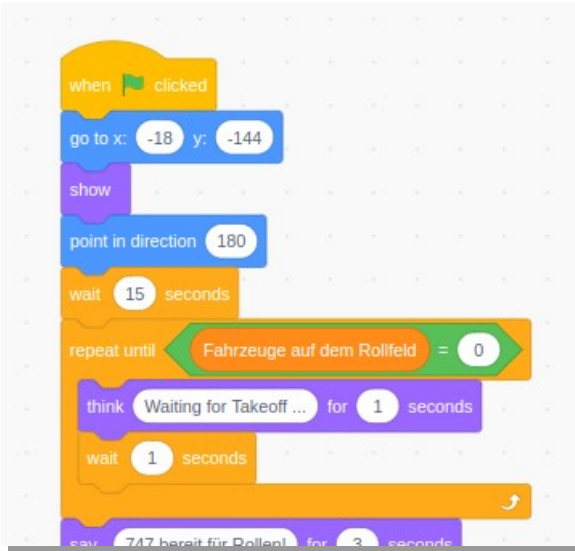 when clicked
go to x: -18 y: -144
show
point in direction 180
wait 15 seconds
repeat until Fahrzeuge auf dem Rollfeld = 0
think Waiting for Takeoff ... for 1 seconds
wait 1 seconds
say 747 bereit für Rollen! for 3 seconds